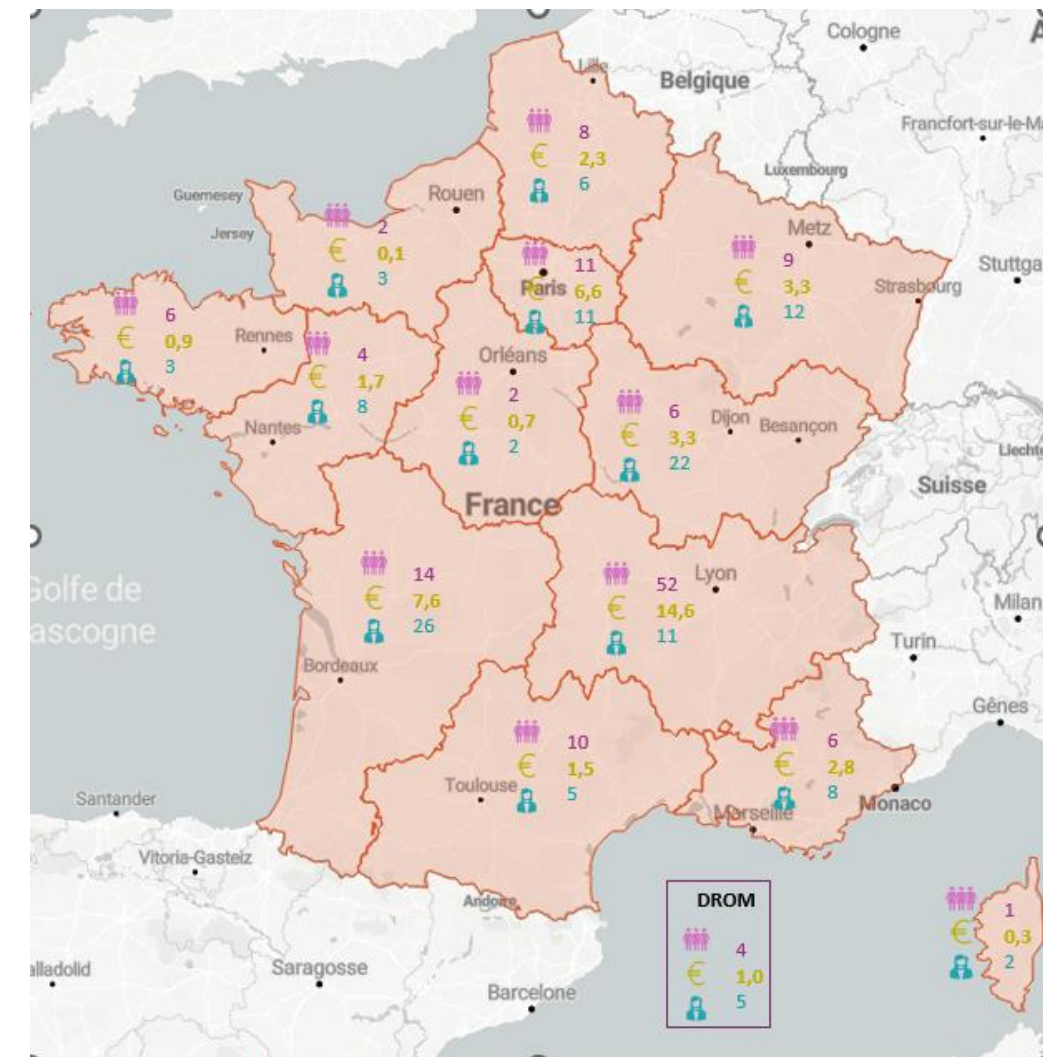 Cologne
Lille
Belgique
Francfort-sur-le-M
8
2,3
6
Luxembourg
Guernesey
Rouen
Jersey
2
0,1
3
Metz
9
3,3
12
Strasbourg
Stuttga
11
Paris
6,6
11
6
0,9
3
Rennes
4
1,7
8
Nantes
Orléans
2
0,7
2
6
3,3
22
Dijon
Besançon
Liecht
Suisse
France
14
7,6
26
52
14,6
11
Lyon
Golfe de
ascogne
Milan
Turin
Bordeaux
Gênes
10
1,5
5
Toulouse
6
2,8
8
Marseille
Monaco
Santander
Vitoria-Gasteiz
Andorre
DROM
4
1,0
5
1
0,3
2
alladolid
Saragosse
Barcelone